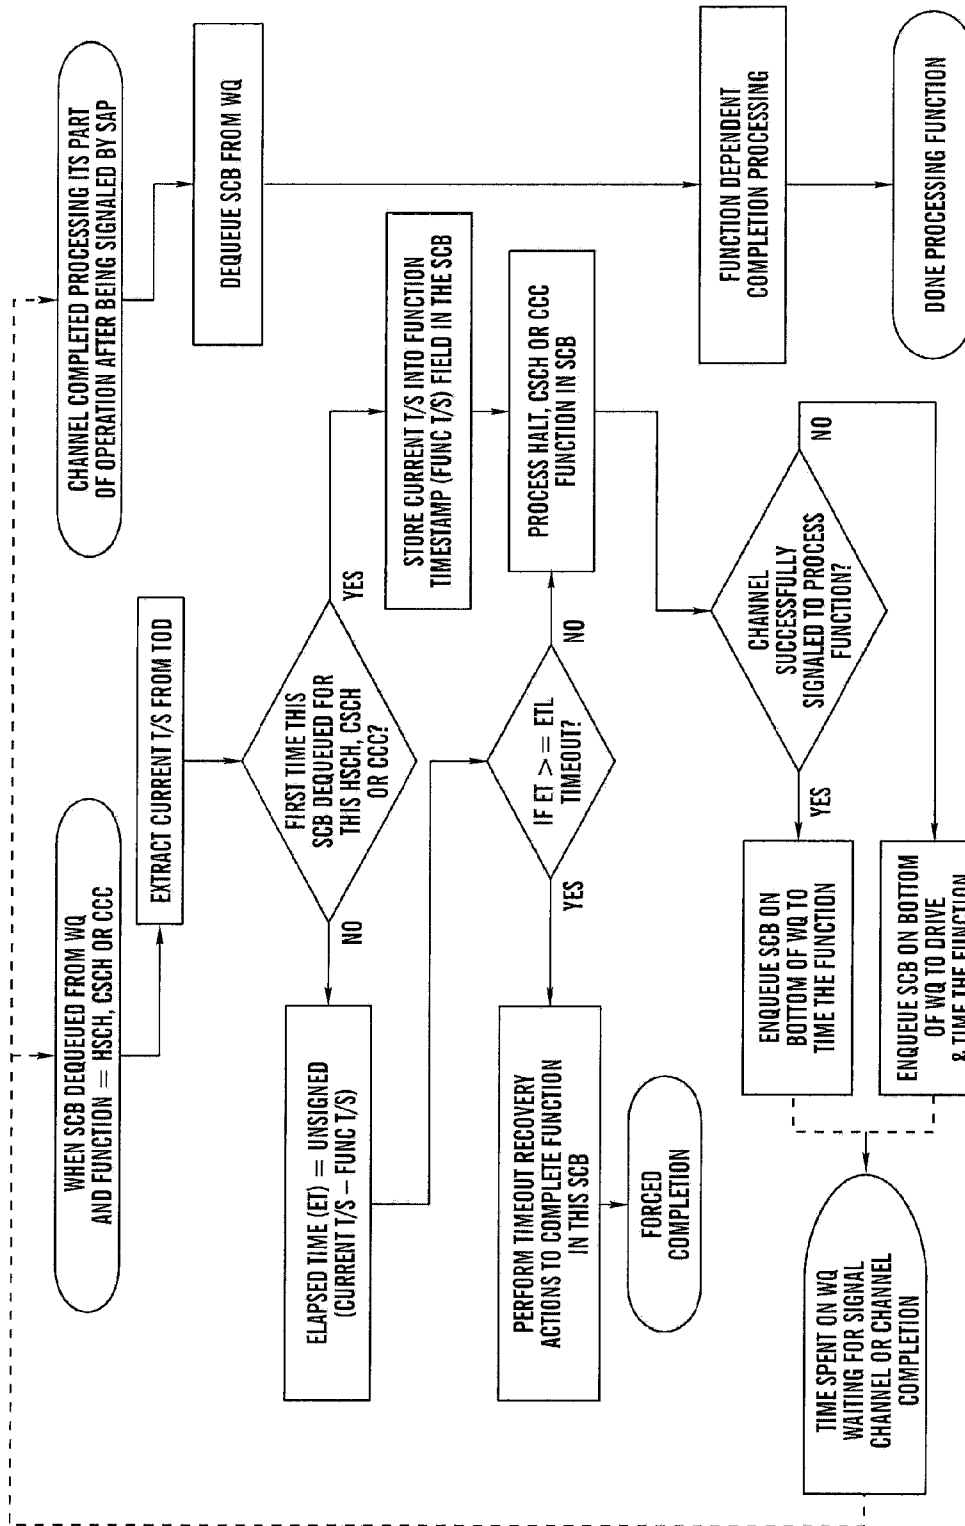 WHEN SCB DEQUEUED FROM WQ
AND FUNCTION = HSCH, CSCH OR CCC
EXTRACT CURRENT T/S FROM TOD
FIRST TIME THIS
SCB DEQUEUED FOR
THIS HSCH, CSCH
OR CCC?
NO
YES
ELAPSED TIME (ET) = UNSIGNED
(CURRENT T/S – FUNC T/S)
STORE CURRENT T/S INTO FUNCTION
TIMESTAMP (FUNC T/S) FIELD IN THE SCB
IF ET >= ETL
TIMEOUT?
YES
NO
PERFORM TIMEOUT RECOVERY
ACTIONS TO COMPLETE FUNCTION
IN THIS SCB
FORCED
COMPLETION
PROCESS HALT, CSCH OR CCC
FUNCTION IN SCB
CHANNEL
SUCCESSFULLY
SIGNALED TO PROCESS
FUNCTION?
YES
NO
ENQUEUE SCB ON
BOTTOM OF WQ TO
TIME THE FUNCTION
ENQUEUE SCB ON BOTTOM
OF WQ TO DRIVE
& TIME THE FUNCTION
TIME SPENT ON WQ
WAITING FOR SIGNAL
CHANNEL OR CHANNEL
COMPLETION
CHANNEL COMPLETED PROCESSING ITS PART
OF OPERATION AFTER BEING SIGNALED BY SAP
DEQUEUE SCB FROM WQ
FUNCTION DEPENDENT
COMPLETION PROCESSING
DONE PROCESSING FUNCTION